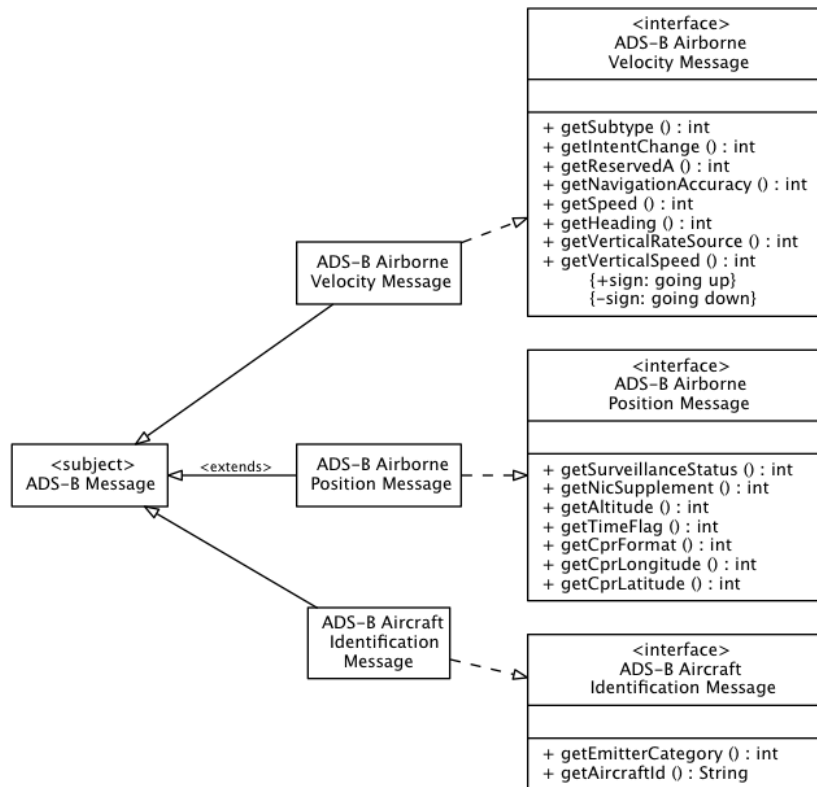 <interface>
ADS-B Airborne
Velocity Message
+ getSubtype () : int
+ getIntentChange () : int
+ getReservedA () : int
+ getNavigationAccuracy () : int
+ getSpeed () : int
+ getHeading () : int
+ getVerticalRateSource () : int
+ getVerticalSpeed () : int
{+sign: going up}
{-sign: going down}
ADS-B Airborne
Velocity Message
<interface>
ADS-B Airborne
Position Message
+ getSurveillanceStatus () : int
+ getNicSupplement () : int
+ getAltitude () : int
+ getTimeFlag () : int
+ getCprFormat () : int
+ getCprLongitude () : int
+ getCprLatitude () : int
<subject>
ADS-B Message
<extends>
ADS-B Airborne
Position Message
ADS-B Aircraft
Identification
Message
<interface>
ADS-B Aircraft
Identification Message
+ getEmitterCategory () : int
+ getAircraftId () : String